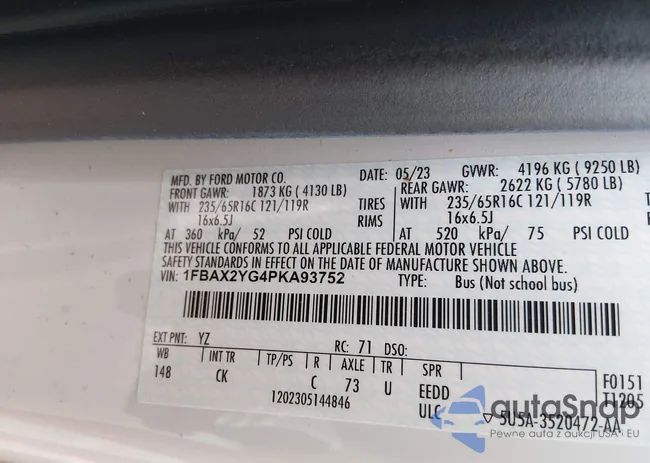 MFD. BY FORD MOTOR CO. DATE: 05/23 GVWR: 4196 KG ( 9250 LB)
FRONT GAWR: 1873 KG ( 4130 LB) REAR GAWR: 2622 KG ( 5780 LB)
WITH 235/65R16C 121/119R TIRES WITH 235/65R16C 121/119R
16x6.5J RIMS 16x6.5J
AT 360 kPa/ 52 PSI COLD AT 520 kPa/ 75 PSI COLD
THIS VEHICLE CONFORMS TO ALL APPLICABLE FEDERAL MOTOR VEHICLE
SAFETY STANDARDS IN EFFECT ON THE DATE OF MANUFACTURE SHOWN ABOVE.
VIN: 1FBAX2YG4PKA93752 TYPE: Bus (Not school bus)
EXT PNT: YZ RC: 71 DSO:
WB INT TR TP/PS R AXLE TR SPR F0151
148 CK C 73 U EEDD T1205
1202305144846 ULC 5U5A-3520472-AA
autoSnap
Pewne auta z aukcji USA i EU